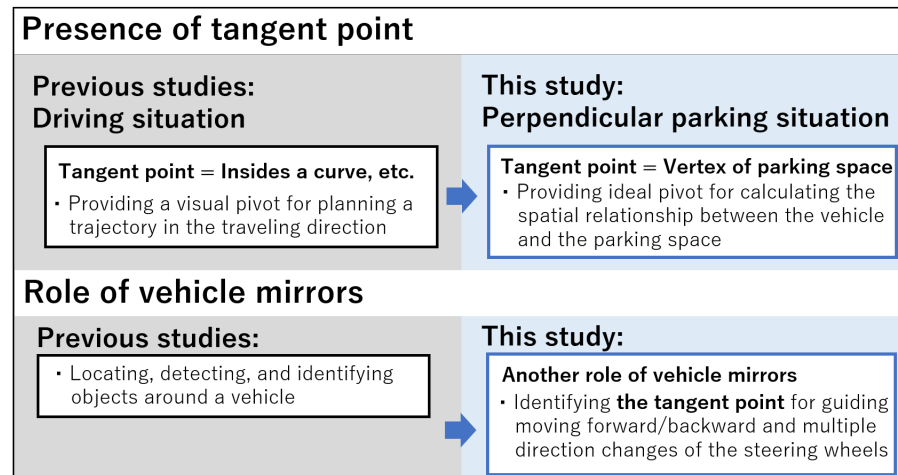 Presence of tangent point
Previous studies:
Driving situation
Tangent point = Insides a curve, etc.
・Providing a visual pivot for planning a
trajectory in the traveling direction
This study:
Perpendicular parking situation
Tangent point = Vertex of parking space
・Providing ideal pivot for calculating the
spatial relationship between the vehicle
and the parking space
Role of vehicle mirrors
Previous studies:
・Locating, detecting, and identifying
objects around a vehicle
This study:
Another role of vehicle mirrors
・Identifying the tangent point for guiding
moving forward/backward and multiple
direction changes of the steering wheels